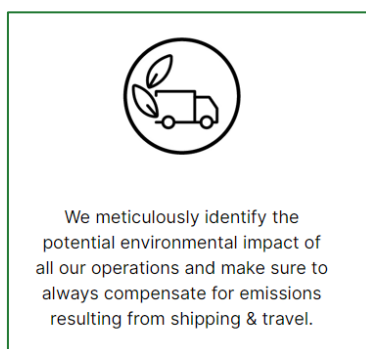 We meticulously identify the
potential environmental impact of
all our operations and make sure to
always compensate for emissions
resulting from shipping & travel.